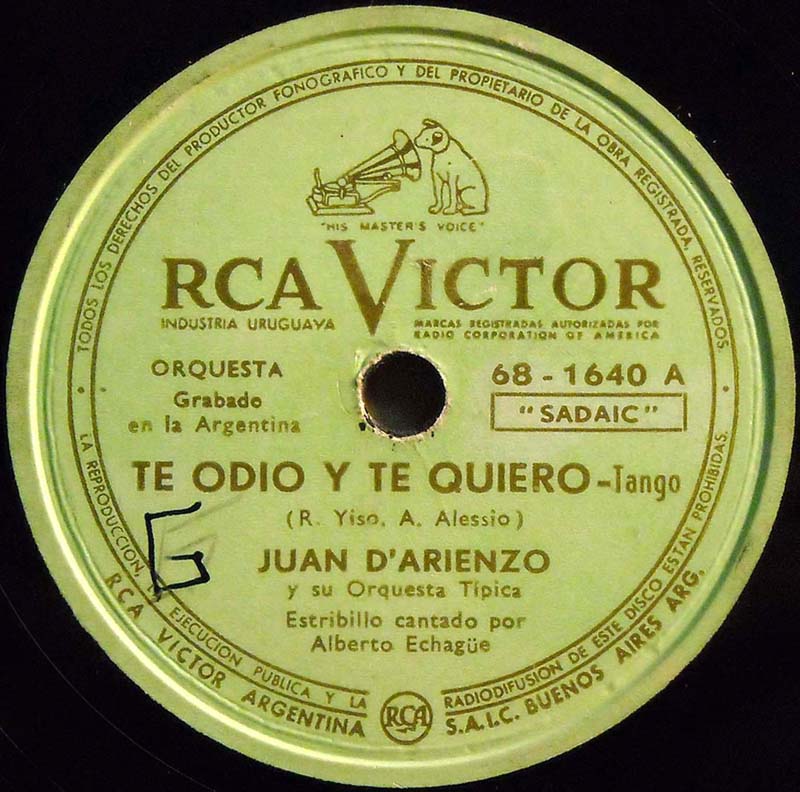 TODOS LOS DERECHOS DEL PRODUCTOR FONOGRAFICO Y DEL PROPIETARIO DE LA OBRA REGISTRADA, RESERVADOS.
"HIS MASTER'S VOICE"
RCA VICTOR
INDUSTRIA URUGUAYA
MARCAS REGISTRADAS AUTORIZADAS POR
RADIO CORPORATION OF AMERICA
ORQUESTA
Grabado
en la Argentina
68-1640 A
"SADAIC"
TE ODIO Y TE QUIERO-Tango
(R. Yiso, A. Alessio)
JUAN D'ARIENZO
y su Orquesta Típica
Estribillo cantado por
Alberto Echagüe
LA REPRODUCCION, EJECUCION PUBLICA Y LA RADIODIFUSION DE ESTE DISCO ESTAN PROHIBIDAS.
RCA VICTOR ARGENTINA S.A.I.C. BUENOS AIRES ARG.
RCA